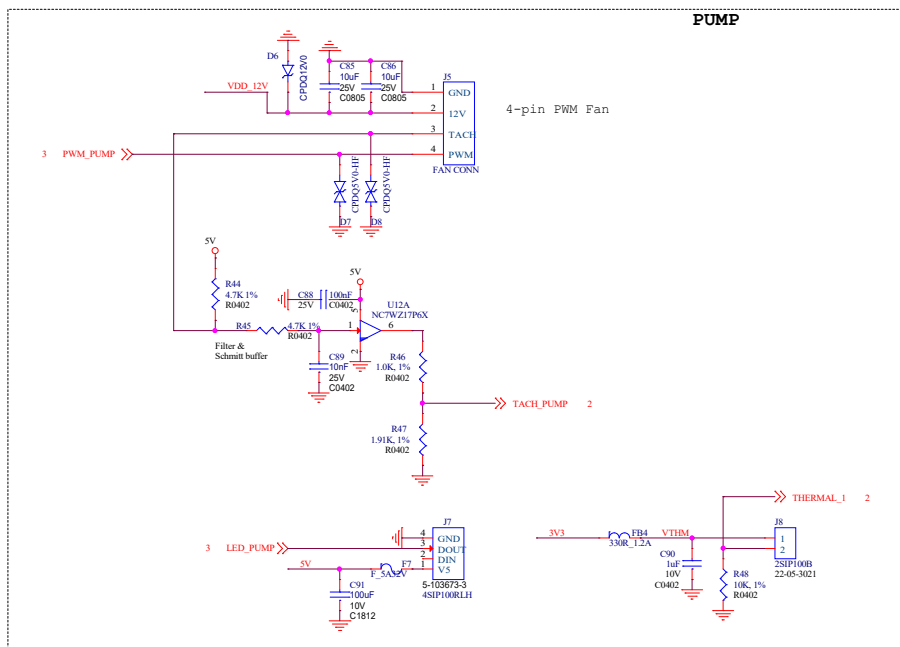 PUMP
D6
CPDQ12V0
C85
10uF
25V
C0805
C86
10uF
25V
C0805
J5
VDD_12V
1
GND
2
12V
3
TACH
4
PWM
FAN CONN
4-pin PWM Fan
3 PWM_PUMP
CPDQ5V0-HF
D7
CPDQ5V0-HF
D8
5V
R44
4.7K 1%
R0402
C88
25V
100nF
C0402
5V
U12A
NC7WZ17P6X
5
1
6
2
R45
4.7K 1%
R0402
Filter &
Schmitt buffer
C89
10nF
25V
C0402
R46
1.0K, 1%
R0402
TACH_PUMP 2
R47
1.91K, 1%
R0402
J7
4
GND
3
DOUT
2
DIN
1
V5
5-103673-3
4SIP100RLH
3 LED_PUMP
5V
F7
F_5A32V
C91
100uF
10V
C1812
THERMAL_1 2
3V3
FB4
330R_1.2A
VTHM
C90
1uF
10V
C0402
J8
1
2
2SIP100B
22-05-3021
R48
10K, 1%
R0402